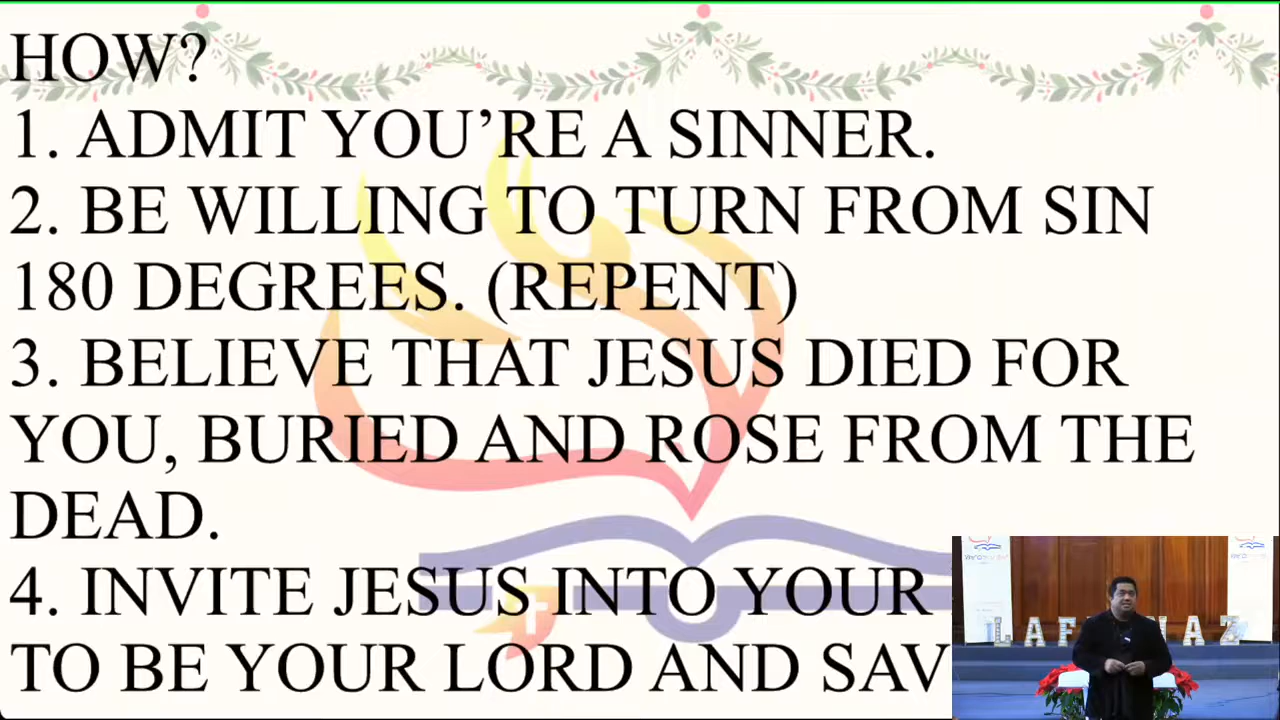 HOW?
1. ADMIT YOU’RE A SINNER.
2. BE WILLING TO TURN FROM SIN
180 DEGREES. (REPENT)
3. BELIEVE THAT JESUS DIED FOR
YOU, BURIED AND ROSE FROM THE
DEAD.
4. INVITE JESUS INTO YOUR
TO BE YOUR LORD AND SAV